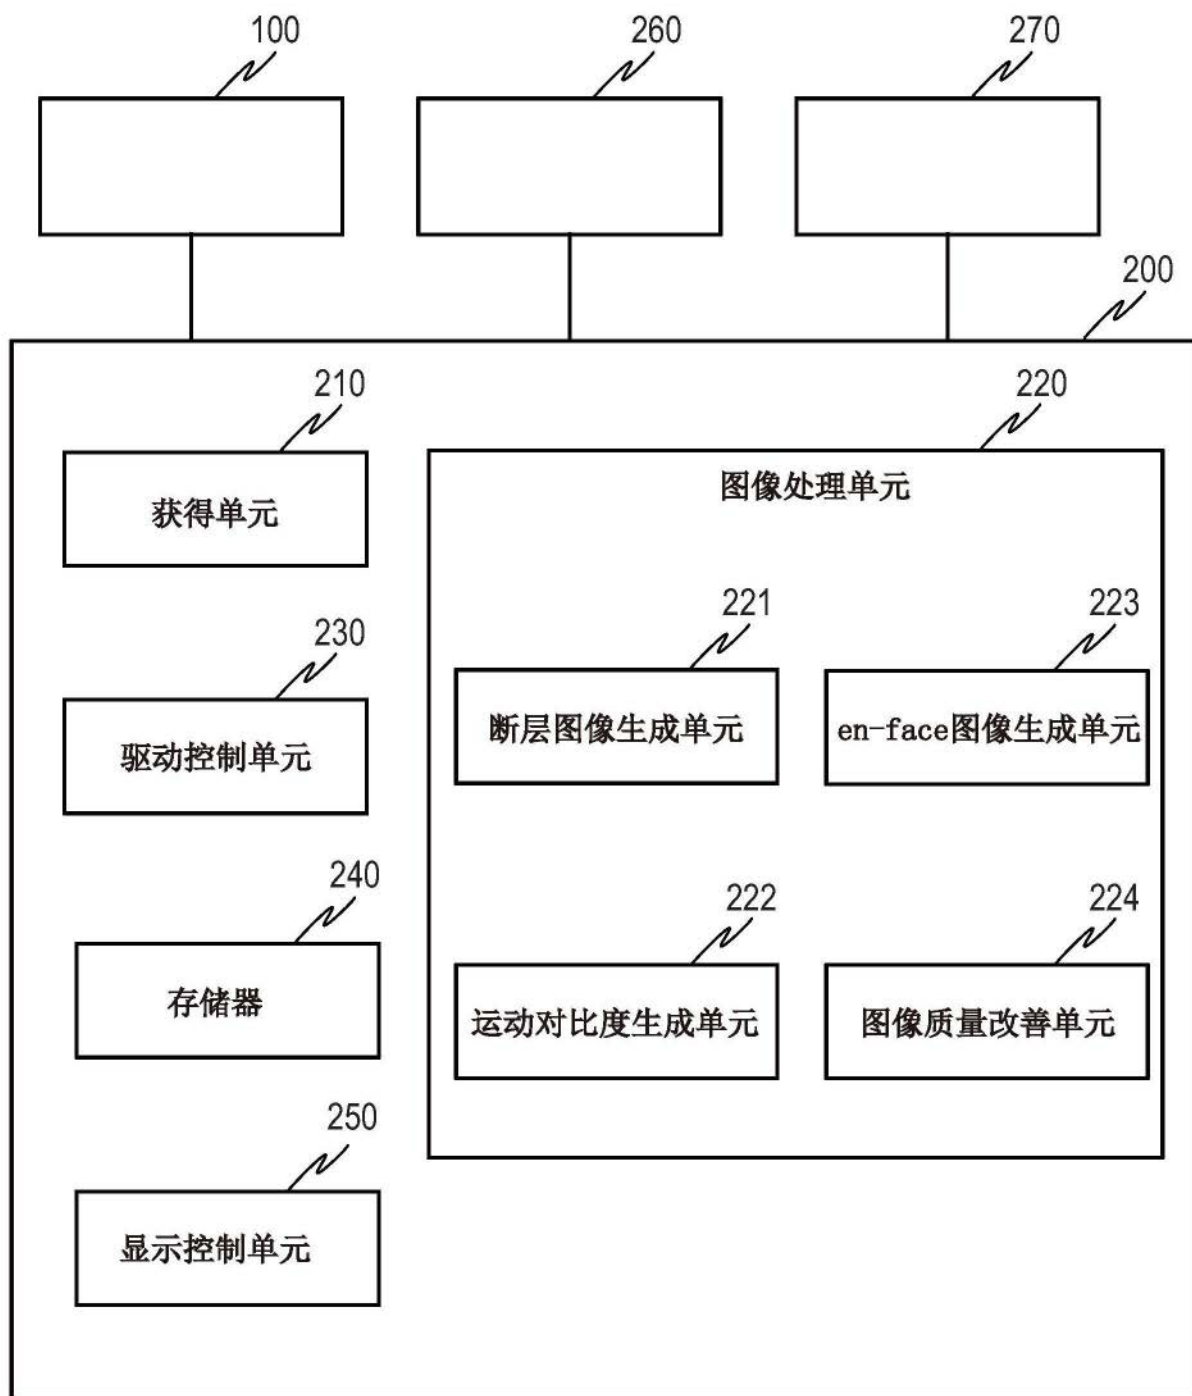 100
260
270
200
210
220
获得单元
图像处理单元
230
221
223
驱动控制单元
断层图像生成单元
en-face图像生成单元
240
222
224
存储器
运动对比度生成单元
图像质量改善单元
250
显示控制单元